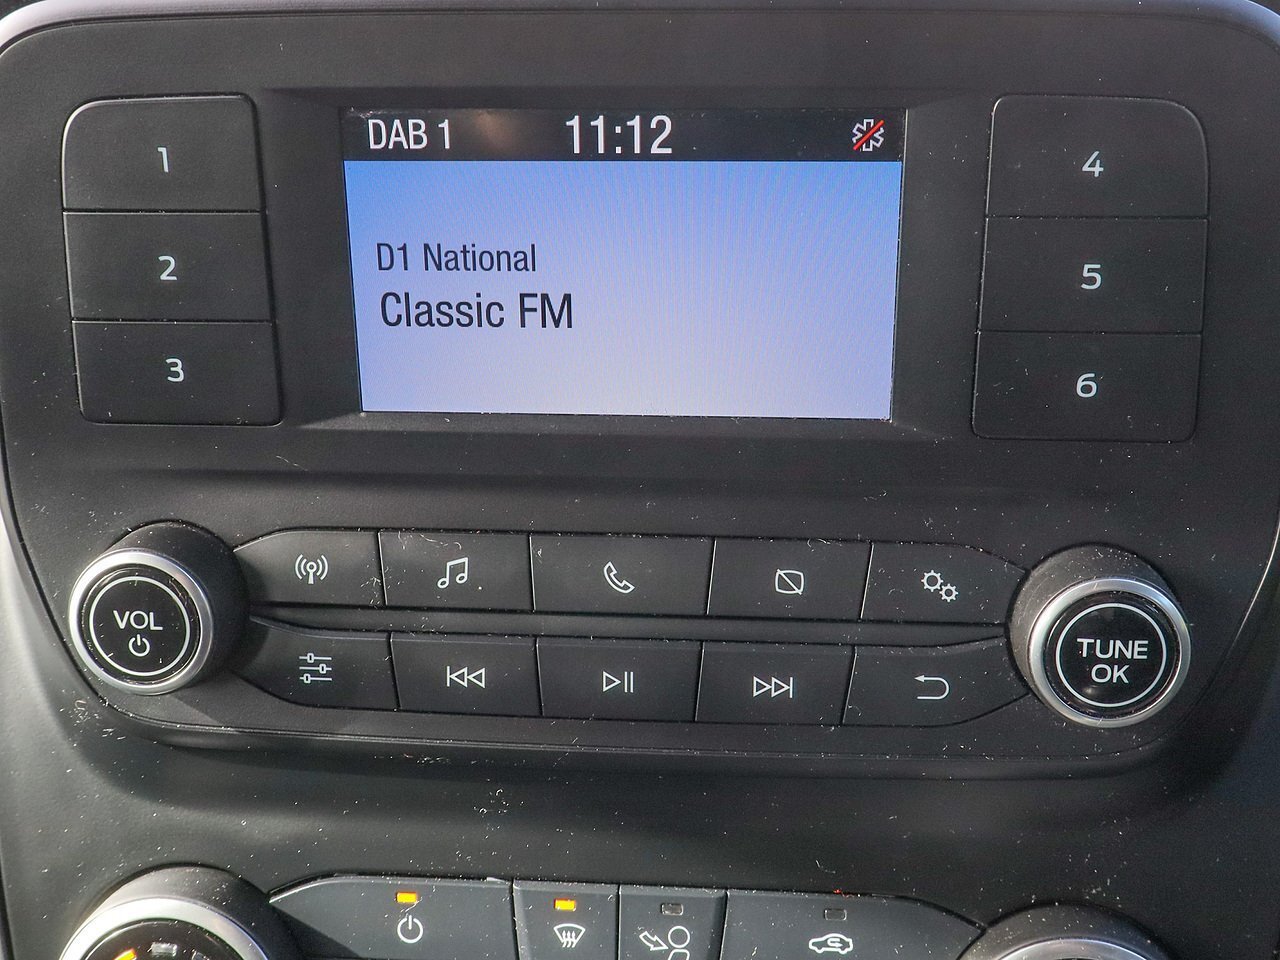 DAB 1 11:12
D1 National
Classic FM
1
2
3
4
5
6
VOL
TUNE
OK